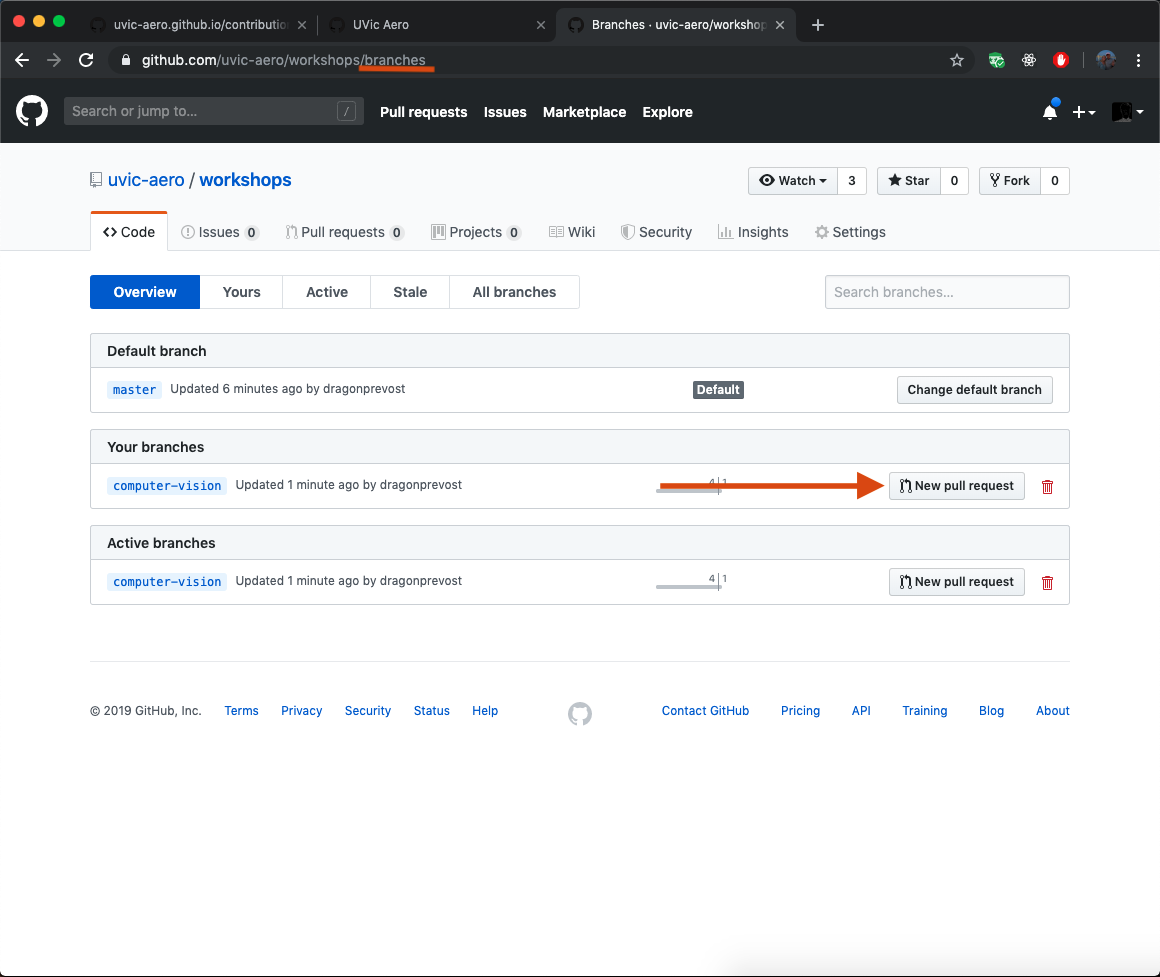 uvic-aero.github.io/contribution
UVic Aero
Branches · uvic-aero/workshop
github.com/uvic-aero/workshops/branches
Search or jump to...
/
Pull requests
Issues
Marketplace
Explore
uvic-aero / workshops
Watch 3
Star 0
Fork 0
Code
Issues 0
Pull requests 0
Projects 0
Wiki
Security
Insights
Settings
Overview
Yours
Active
Stale
All branches
Search branches...
Default branch
master Updated 6 minutes ago by dragonprevost Default Change default branch
Your branches
computer-vision Updated 1 minute ago by dragonprevost 4 1 New pull request
Active branches
computer-vision Updated 1 minute ago by dragonprevost 4 1 New pull request
© 2019 GitHub, Inc. Terms Privacy Security Status Help Contact GitHub Pricing API Training Blog About